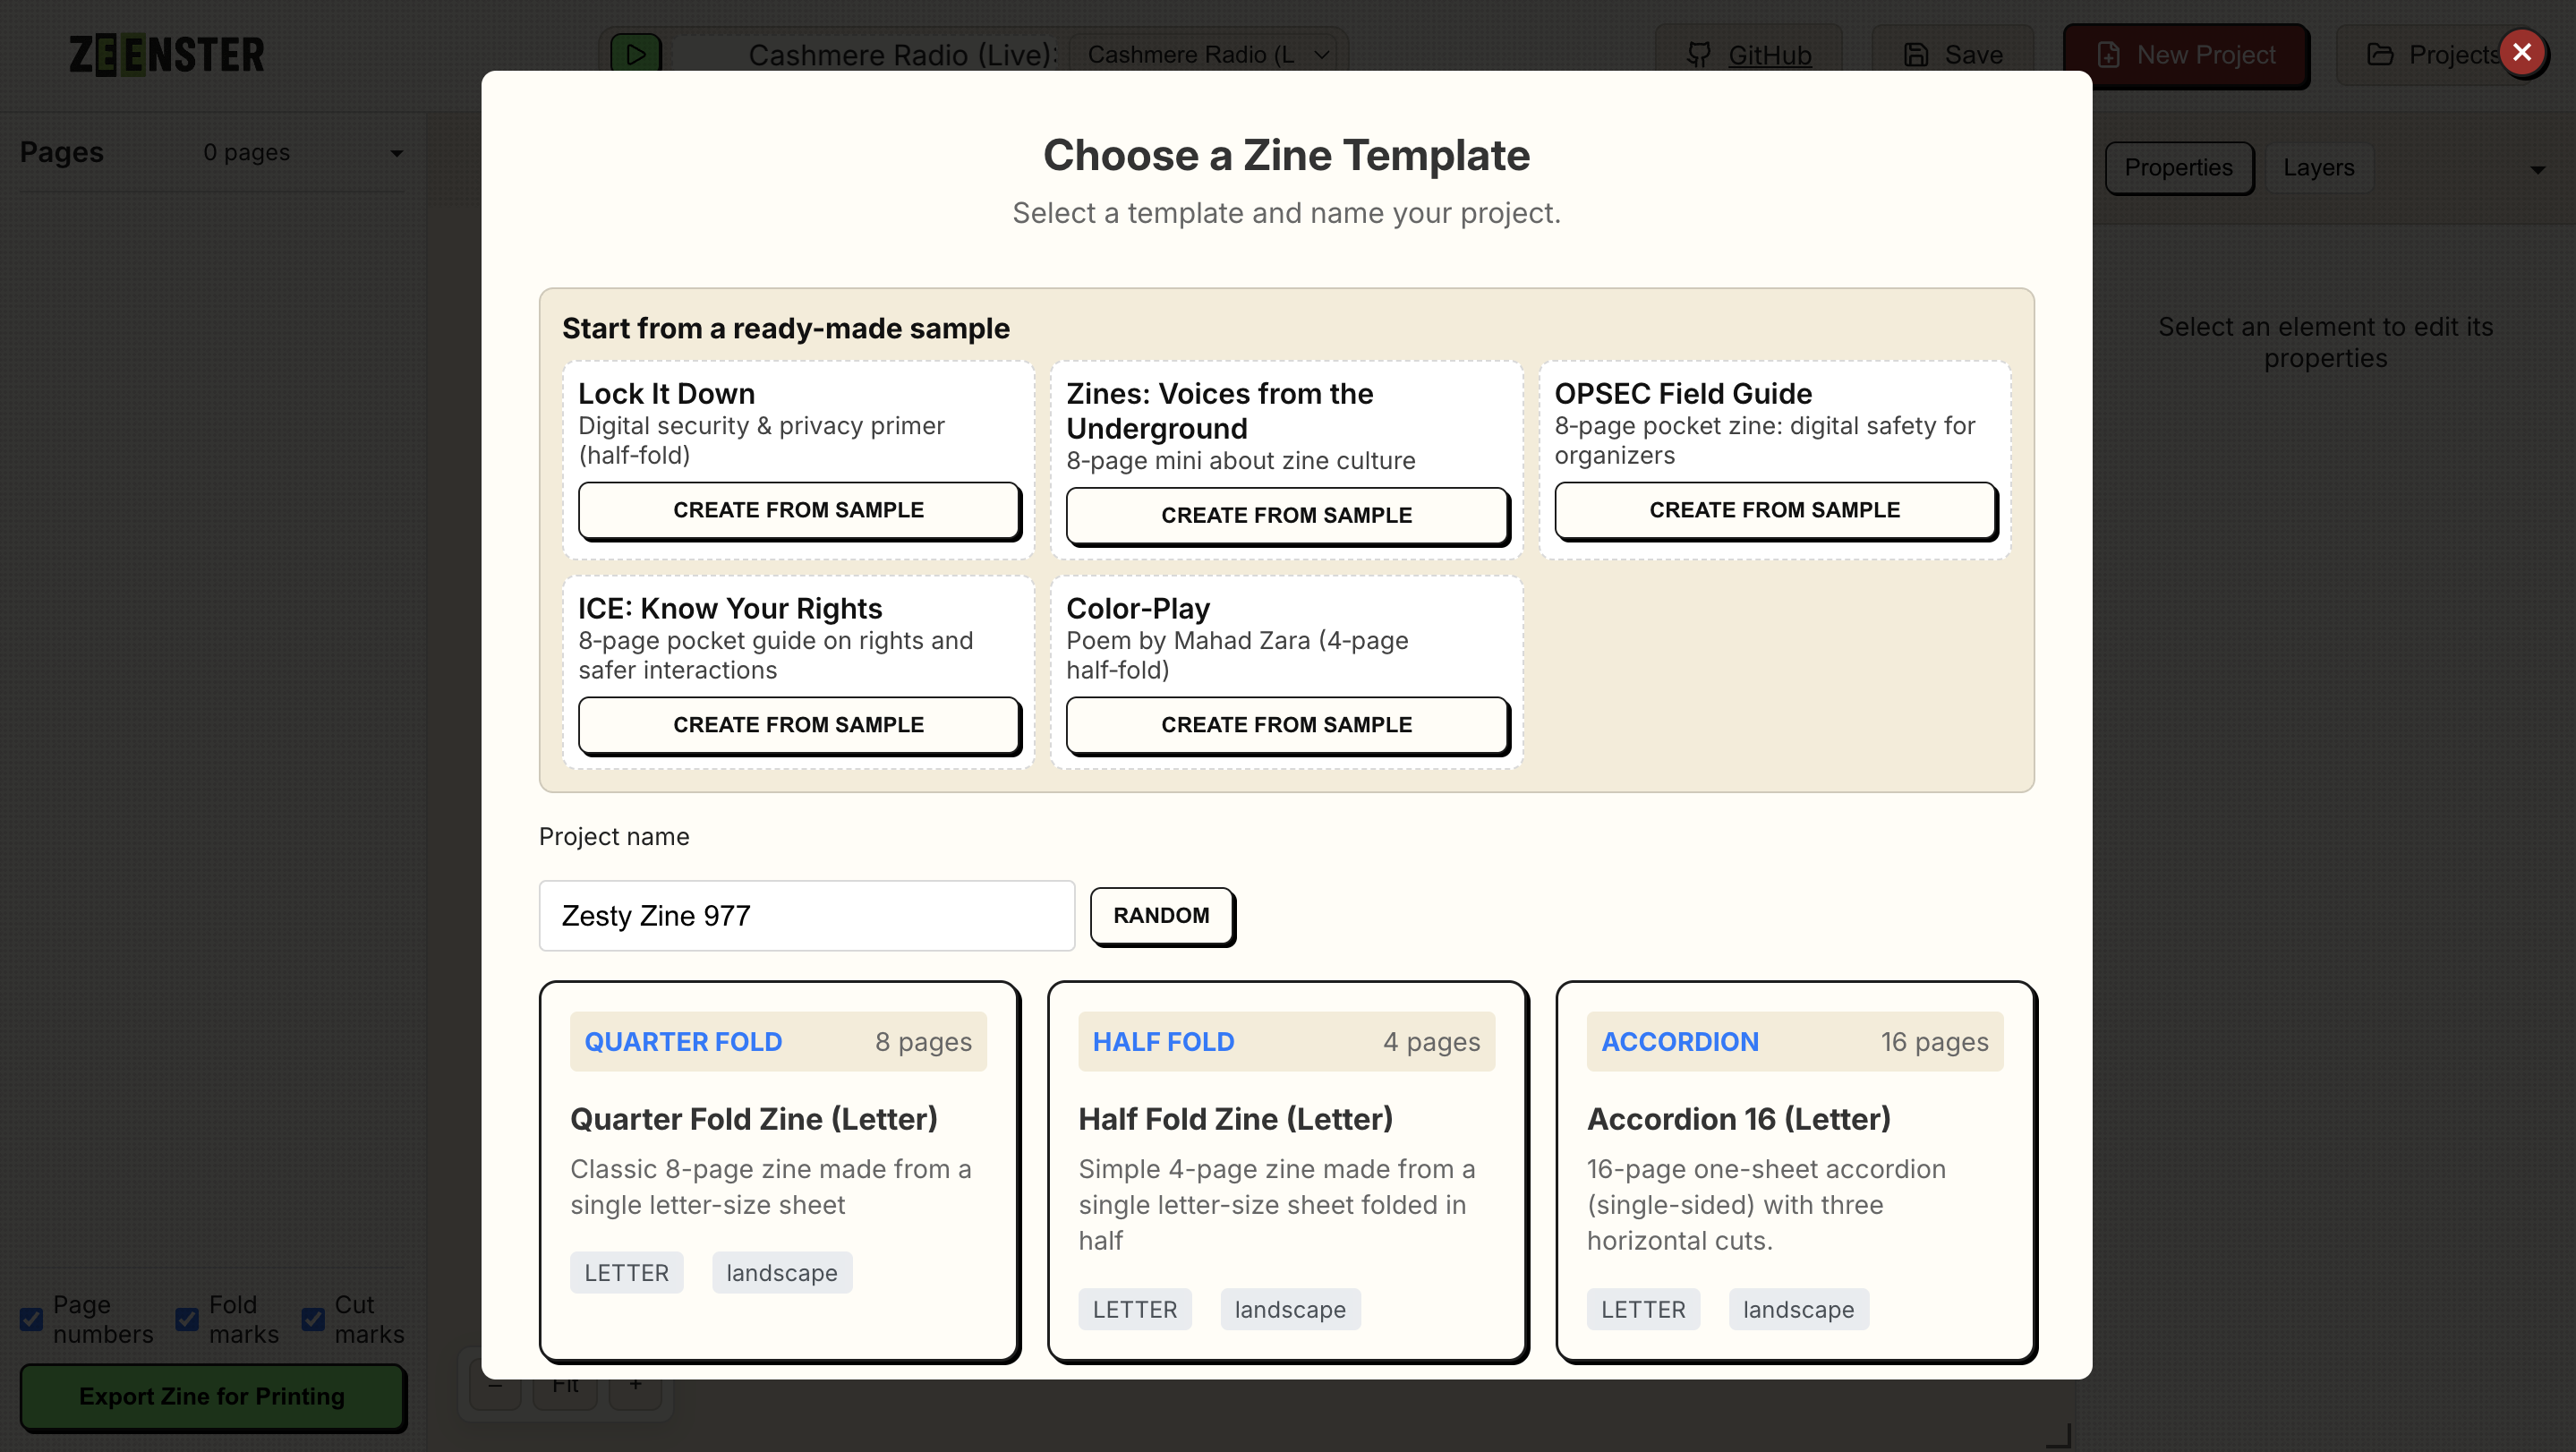 ZEENSTER
Cashmere Radio (Live):
Cashmere Radio (L
GitHub
Save
New Project
Projects
Pages
0 pages
Properties
Layers
Select an element to edit its
properties
Choose a Zine Template
Select a template and name your project.
Start from a ready-made sample
Lock It Down
Digital security & privacy primer
(half-fold)
CREATE FROM SAMPLE
Zines: Voices from the
Underground
8-page mini about zine culture
CREATE FROM SAMPLE
OPSEC Field Guide
8-page pocket zine: digital safety for
organizers
CREATE FROM SAMPLE
ICE: Know Your Rights
8-page pocket guide on rights and
safer interactions
CREATE FROM SAMPLE
Color-Play
Poem by Mahad Zara (4-page
half-fold)
CREATE FROM SAMPLE
Project name
Zesty Zine 977
RANDOM
QUARTER FOLD
8 pages
Quarter Fold Zine (Letter)
Classic 8-page zine made from a
single letter-size sheet
LETTER
landscape
HALF FOLD
4 pages
Half Fold Zine (Letter)
Simple 4-page zine made from a
single letter-size sheet folded in
half
LETTER
landscape
ACCORDION
16 pages
Accordion 16 (Letter)
16-page one-sheet accordion
(single-sided) with three
horizontal cuts.
LETTER
landscape
Page
numbers
Fold
marks
Cut
marks
Export Zine for Printing
Fit